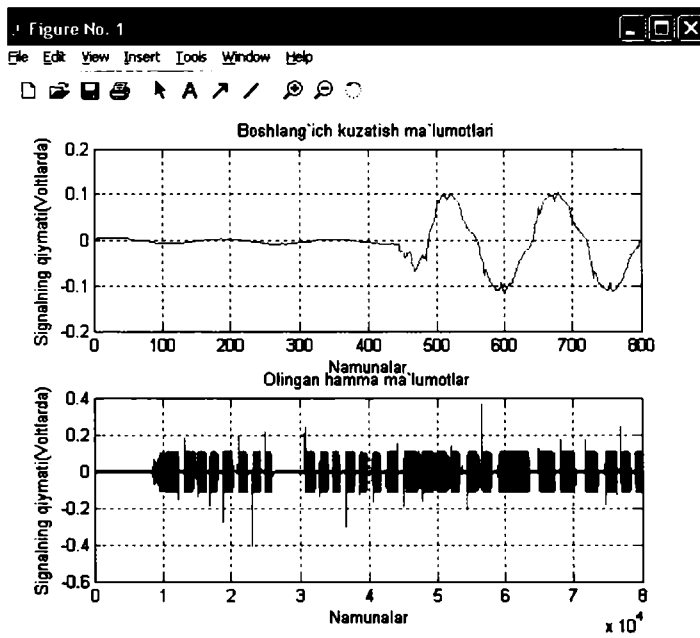 Figure No. 1
File Edit View Insert Tools Window Help
A
Boshlang`ich kuzatish ma`lumotlari
Signalning qiymati(Voltlarda)
0.2
0.1
0
-0.1
-0.2
0 100 200 300 400 500 600 700 800
Namunalar
Olingan hamma ma`lumotlar
Signalning qiymati(Voltlarda)
0.4
0.2
0
-0.2
-0.4
-0.6
0 1 2 3 4 5 6 7 8
Namunalar
x 10^4